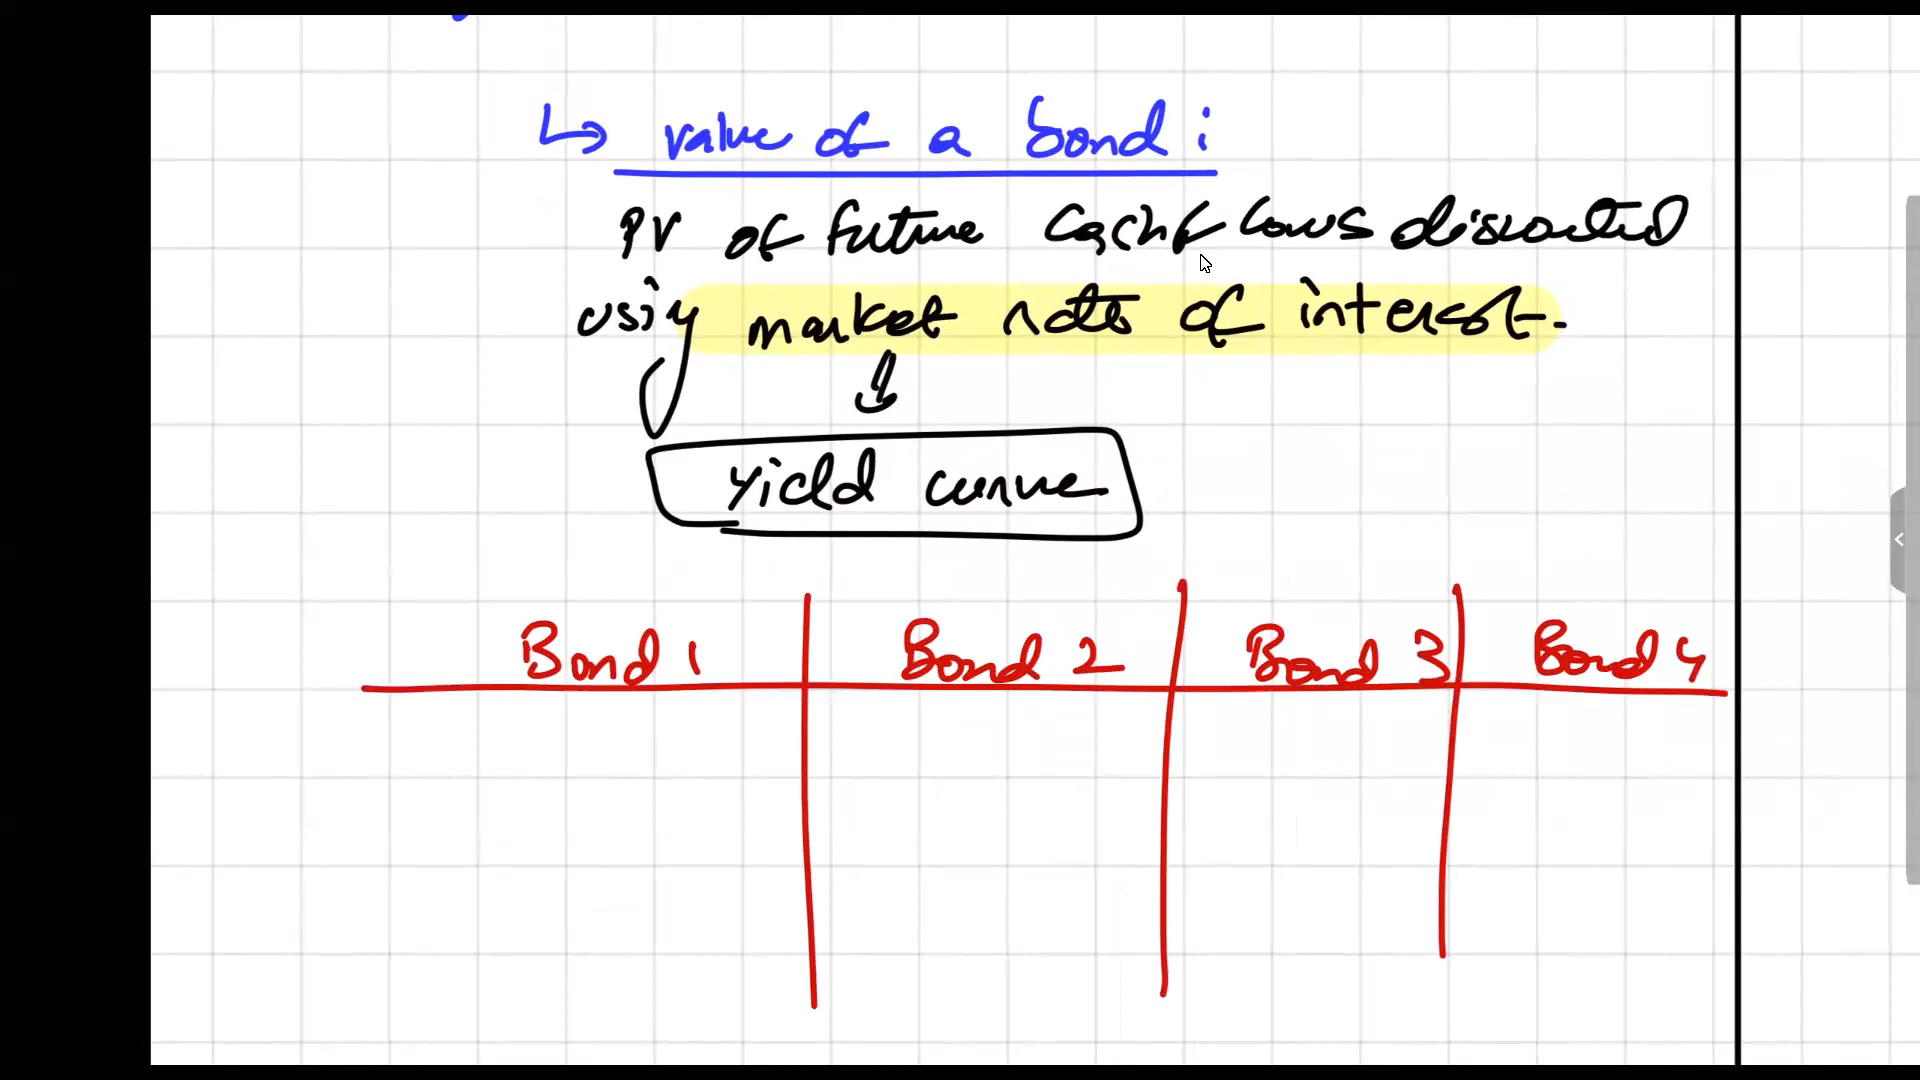 ↳ value of a bond :
PV of future cashflows discounted
using market rates of interest.
yield curve
Bond 1 Bond 2 Bond 3 Bond 4